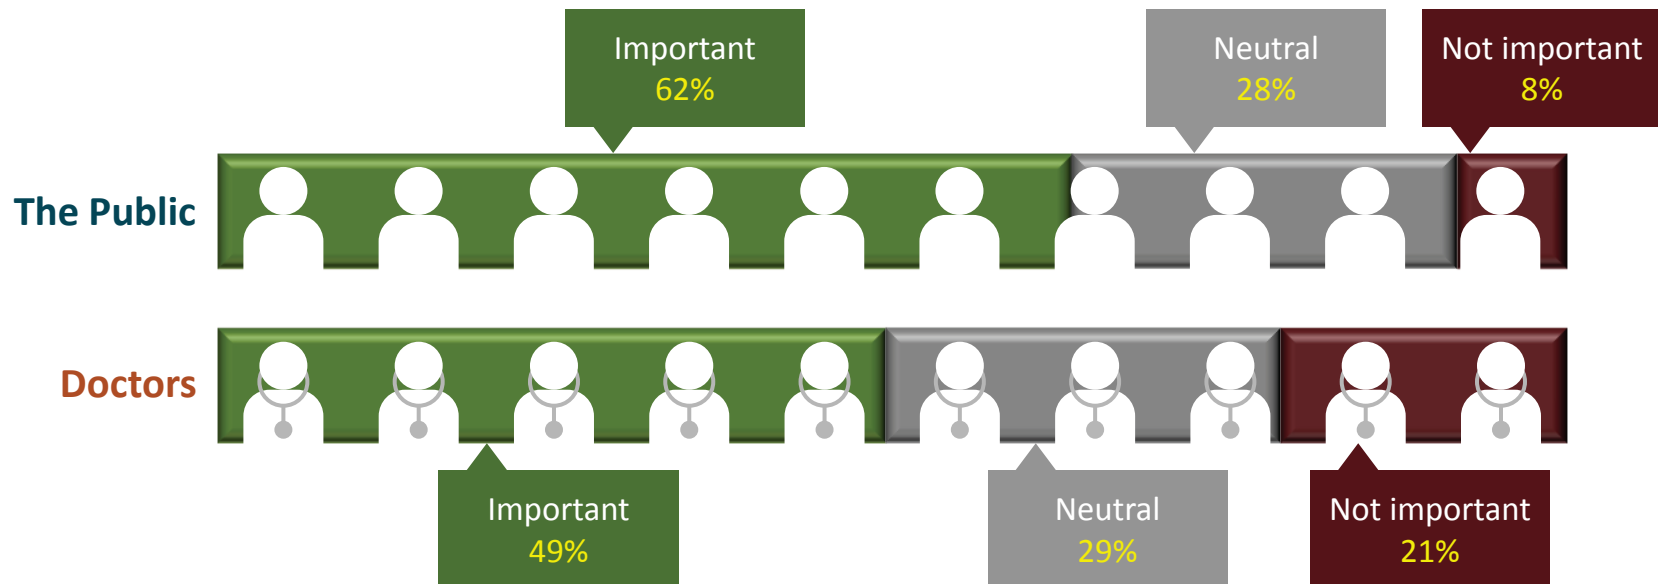 Important
62%
Neutral
28%
Not important
8%
The Public
Doctors
Important
49%
Neutral
29%
Not important
21%